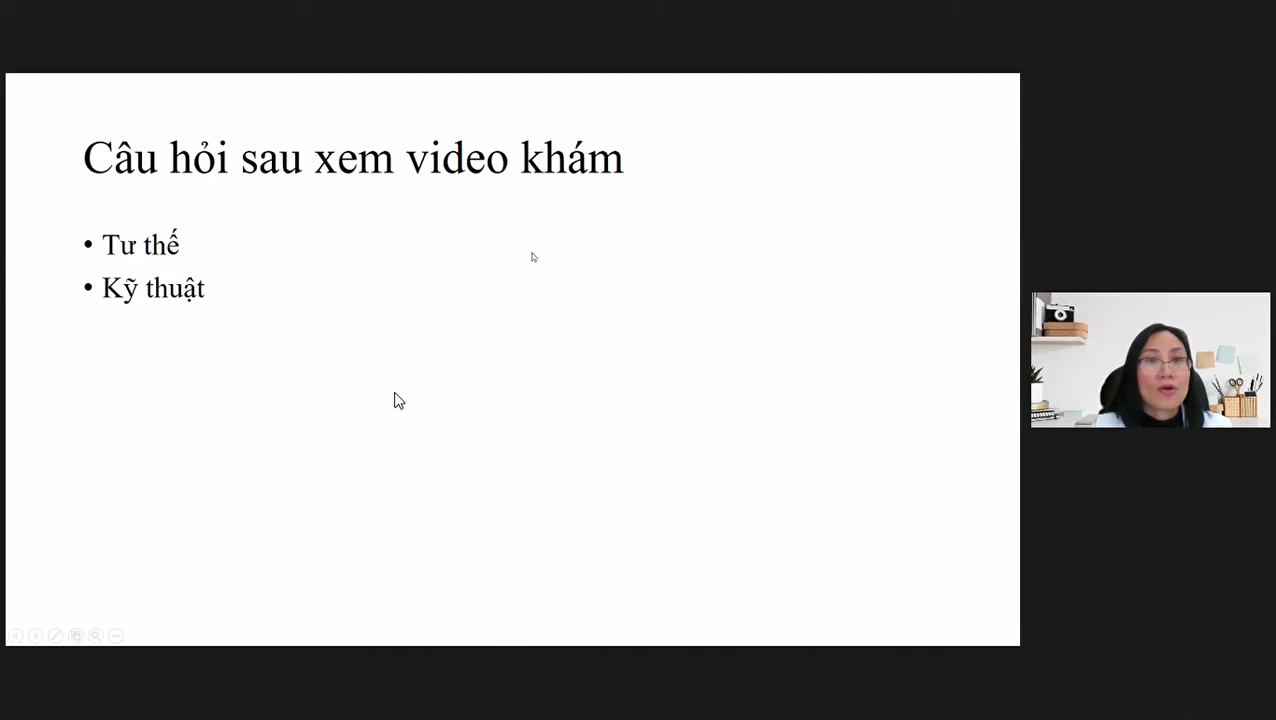 Câu hỏi sau xem video khám
• Tư thế
• Kỹ thuật